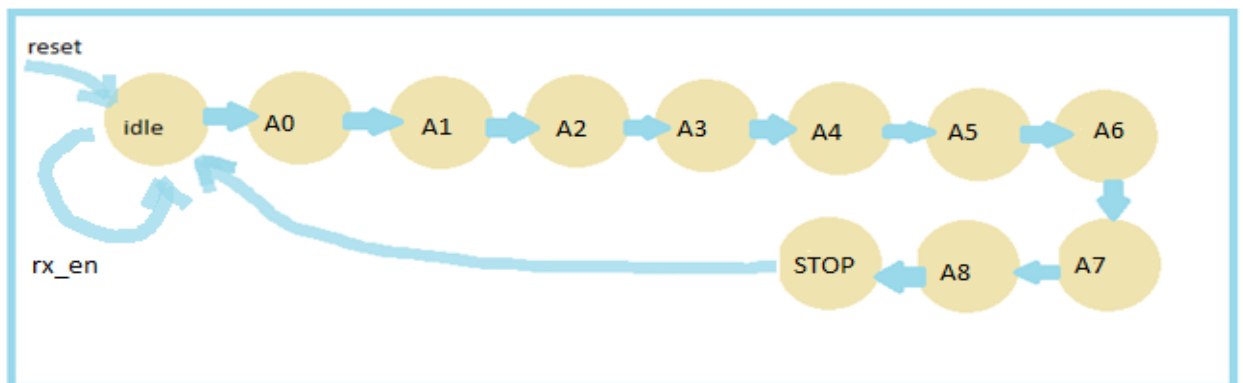 reset
idle
A0
A1
A2
A3
A4
A5
A6
rx_en
STOP
A8
A7